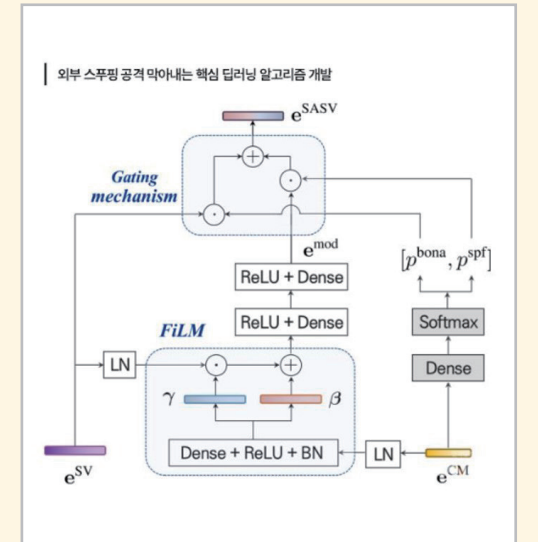 외부 스푸핑 공격 막아내는 핵심 딥러닝 알고리즘 개발
e^SASV
Gating
mechanism
e^mod
[p^bona, p^spf]
ReLU + Dense
ReLU + Dense
Softmax
FiLM
Dense
LN
γ
β
Dense + ReLU + BN
LN
e^SV
e^CM